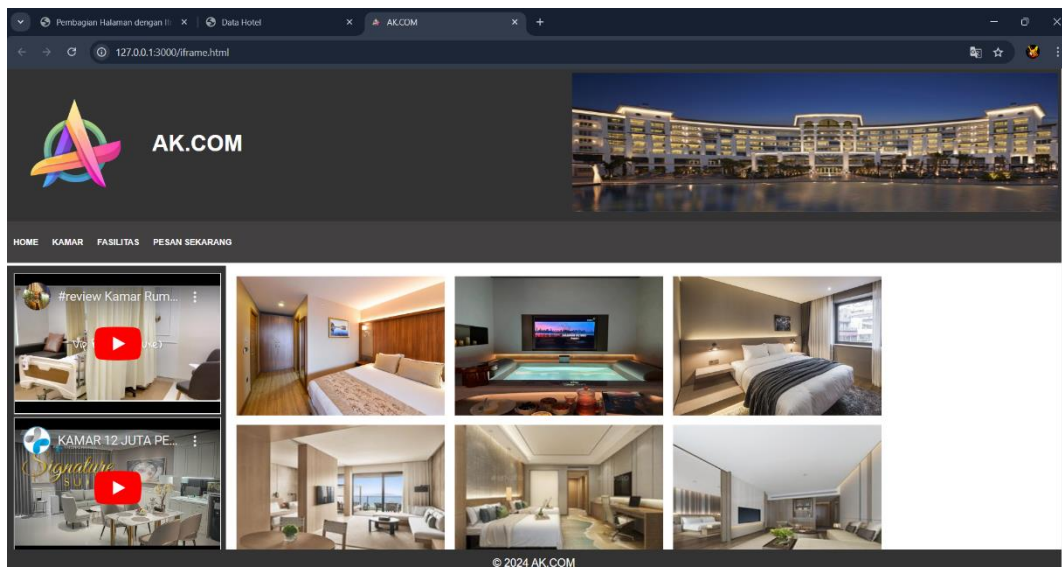 Pembagian Halaman dengan Ifr
Data Hotel
AK.COM
127.0.0.1:3000/iframe.html
AK.COM
HOME KAMAR FASILITAS PESAN SEKARANG
#review Kamar Rum...
KAMAR 12 JUTA PE...
Signature
© 2024 AK.COM